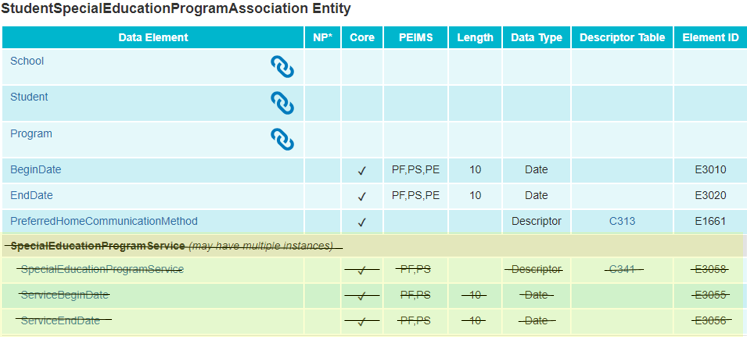 StudentSpecialEducationProgramAssociation Entity
Data Element NP* Core PEIMS Length Data Type Descriptor Table Element ID
School
Student
Program
BeginDate ✓ PF,PS,PE 10 Date E3010
EndDate ✓ PF,PS,PE 10 Date E3020
PreferredHomeCommunicationMethod ✓ Descriptor C313 E1661
SpecialEducationProgramService (may have multiple instances)
SpecialEducationProgramService ✓ PF,PS Descriptor C341 E3058
ServiceBeginDate ✓ PF,PS 10 Date E3055
ServiceEndDate ✓ PF,PS 10 Date E3056